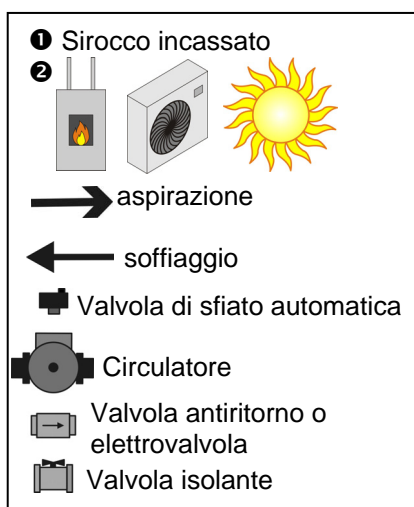 ❶ Sirocco incassato
❷
aspirazione
soffiaggio
Valvola di sfiato automatica
Circulatore
Valvola antiritorno o
elettrovalvola
Valvola isolante